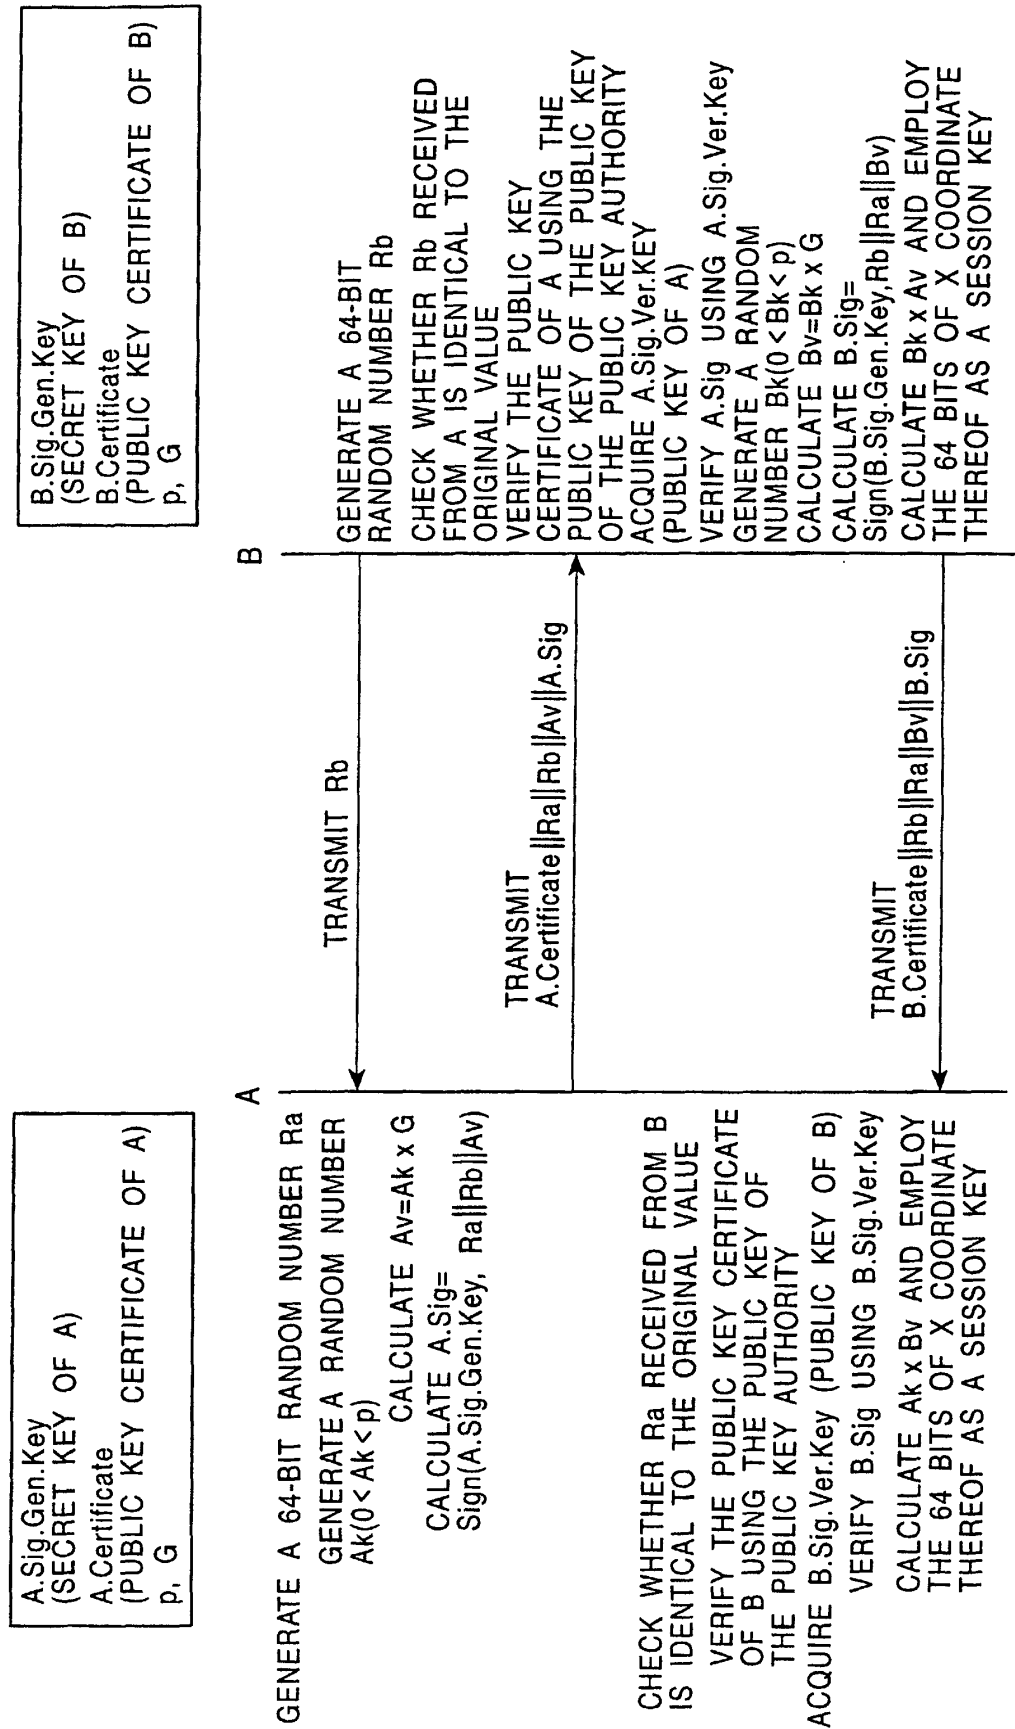 A.Sig.Gen.Key
(SECRET KEY OF A)
A.Certificate
(PUBLIC KEY CERTIFICATE OF A)
p, G
B.Sig.Gen.Key
(SECRET KEY OF B)
B.Certificate
(PUBLIC KEY CERTIFICATE OF B)
p, G
A
B
GENERATE A 64-BIT
RANDOM NUMBER Rb
TRANSMIT Rb
GENERATE A 64-BIT RANDOM NUMBER Ra
GENERATE A RANDOM NUMBER
Ak(0<Ak<p)
CALCULATE Av=Ak x G
CALCULATE A.Sig=
Sign(A.Sig.Gen.Key, Ra||Rb||Av)
TRANSMIT
A.Certificate||Ra||Rb||Av||A.Sig
CHECK WHETHER Rb RECEIVED
FROM A IS IDENTICAL TO THE
ORIGINAL VALUE
VERIFY THE PUBLIC KEY
CERTIFICATE OF A USING THE
PUBLIC KEY OF THE PUBLIC KEY
OF THE PUBLIC KEY AUTHORITY
ACQUIRE A.Sig.Ver.KEY
(PUBLIC KEY OF A)
VERIFY A.Sig USING A.Sig.Ver.Key
GENERATE A RANDOM
NUMBER Bk(0<Bk<p)
CALCULATE Bv=Bk x G
CALCULATE B.Sig=
Sign(B.Sig.Gen.Key,Rb||Ra||Bv)
CALCULATE Bk x Av AND EMPLOY
THE 64 BITS OF X COORDINATE
THEREOF AS A SESSION KEY
TRANSMIT
B.Certificate||Rb||Ra||Bv||B.Sig
CHECK WHETHER Ra RECEIVED FROM B
IS IDENTICAL TO THE ORIGINAL VALUE
VERIFY THE PUBLIC KEY CERTIFICATE
OF B USING THE PUBLIC KEY OF
THE PUBLIC KEY AUTHORITY
ACQUIRE B.Sig.Ver.Key (PUBLIC KEY OF B)
VERIFY B.Sig USING B.Sig.Ver.Key
CALCULATE Ak x Bv AND EMPLOY
THE 64 BITS OF X COORDINATE
THEREOF AS A SESSION KEY